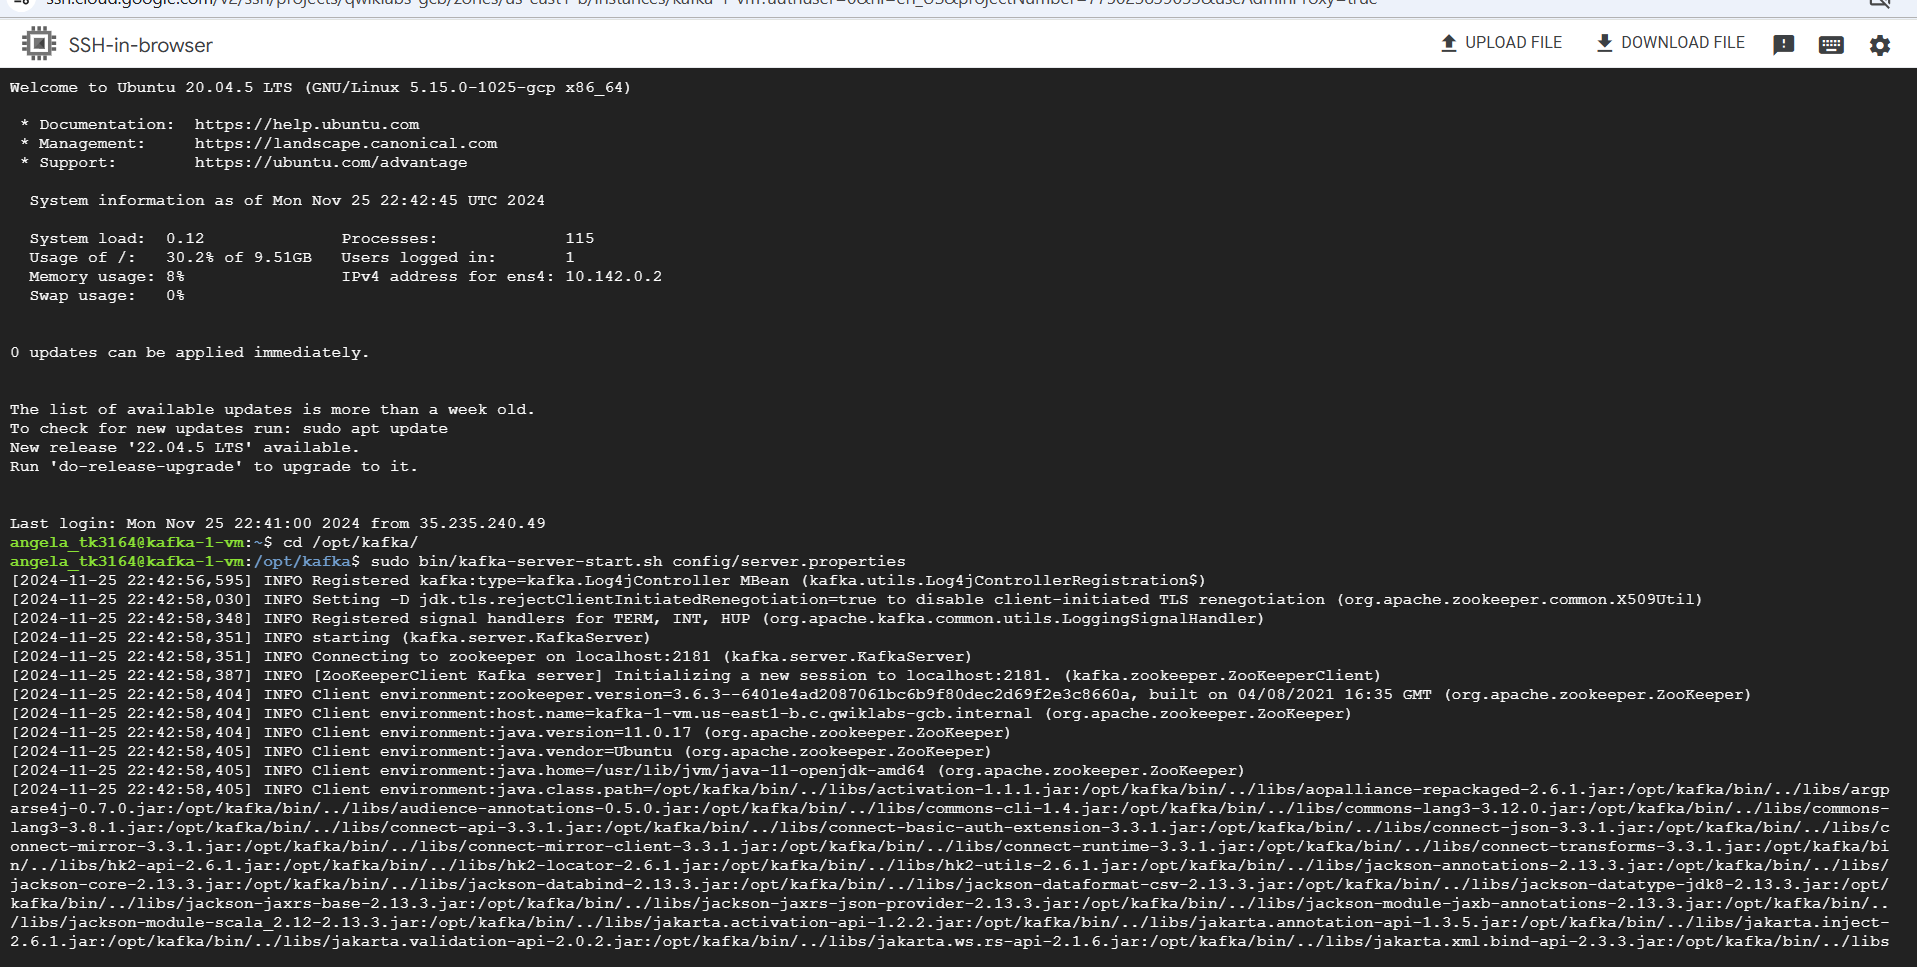 SSH-in-browser
UPLOAD FILE
DOWNLOAD FILE
Welcome to Ubuntu 20.04.5 LTS (GNU/Linux 5.15.0-1025-gcp x86_64)
* Documentation:  https://help.ubuntu.com
* Management:     https://landscape.canonical.com
* Support:        https://ubuntu.com/advantage
System information as of Mon Nov 25 22:42:45 UTC 2024
System load:  0.12              Processes:             115
Usage of /:   30.2% of 9.51GB   Users logged in:       1
Memory usage: 8%                IPv4 address for ens4: 10.142.0.2
Swap usage:   0%
0 updates can be applied immediately.
The list of available updates is more than a week old.
To check for new updates run: sudo apt update
New release '22.04.5 LTS' available.
Run 'do-release-upgrade' to upgrade to it.
Last login: Mon Nov 25 22:41:00 2024 from 35.235.240.49
angela_tk3164@kafka-1-vm:~$ cd /opt/kafka/
angela_tk3164@kafka-1-vm:/opt/kafka$ sudo bin/kafka-server-start.sh config/server.properties
[2024-11-25 22:42:56,595] INFO Registered kafka:type=kafka.Log4jController MBean (kafka.utils.Log4jControllerRegistration$)
[2024-11-25 22:42:58,030] INFO Setting -D jdk.tls.rejectClientInitiatedRenegotiation=true to disable client-initiated TLS renegotiation (org.apache.zookeeper.common.X509Util)
[2024-11-25 22:42:58,348] INFO Registered signal handlers for TERM, INT, HUP (org.apache.kafka.common.utils.LoggingSignalHandler)
[2024-11-25 22:42:58,351] INFO starting (kafka.server.KafkaServer)
[2024-11-25 22:42:58,351] INFO Connecting to zookeeper on localhost:2181 (kafka.server.KafkaServer)
[2024-11-25 22:42:58,387] INFO [ZooKeeperClient Kafka server] Initializing a new session to localhost:2181. (kafka.zookeeper.ZooKeeperClient)
[2024-11-25 22:42:58,404] INFO Client environment:zookeeper.version=3.6.3--6401e4ad2087061bc6b9f80dec2d69f2e3c8660a, built on 04/08/2021 16:35 GMT (org.apache.zookeeper.ZooKeeper)
[2024-11-25 22:42:58,404] INFO Client environment:host.name=kafka-1-vm.us-east1-b.c.qwiklabs-gcb.internal (org.apache.zookeeper.ZooKeeper)
[2024-11-25 22:42:58,404] INFO Client environment:java.version=11.0.17 (org.apache.zookeeper.ZooKeeper)
[2024-11-25 22:42:58,405] INFO Client environment:java.vendor=Ubuntu (org.apache.zookeeper.ZooKeeper)
[2024-11-25 22:42:58,405] INFO Client environment:java.home=/usr/lib/jvm/java-11-openjdk-amd64 (org.apache.zookeeper.ZooKeeper)
[2024-11-25 22:42:58,405] INFO Client environment:java.class.path=/opt/kafka/bin/../libs/activation-1.1.1.jar:/opt/kafka/bin/../libs/aopalliance-repackaged-2.6.1.jar:/opt/kafka/bin/../libs/argp
arse4j-0.7.0.jar:/opt/kafka/bin/../libs/audience-annotations-0.5.0.jar:/opt/kafka/bin/../libs/commons-cli-1.4.jar:/opt/kafka/bin/../libs/commons-lang3-3.12.0.jar:/opt/kafka/bin/../libs/commons-
lang3-3.8.1.jar:/opt/kafka/bin/../libs/connect-api-3.3.1.jar:/opt/kafka/bin/../libs/connect-basic-auth-extension-3.3.1.jar:/opt/kafka/bin/../libs/connect-json-3.3.1.jar:/opt/kafka/bin/../libs/c
onnect-mirror-3.3.1.jar:/opt/kafka/bin/../libs/connect-mirror-client-3.3.1.jar:/opt/kafka/bin/../libs/connect-runtime-3.3.1.jar:/opt/kafka/bin/../libs/connect-transforms-3.3.1.jar:/opt/kafka/bi
n/../libs/hk2-api-2.6.1.jar:/opt/kafka/bin/../libs/hk2-locator-2.6.1.jar:/opt/kafka/bin/../libs/hk2-utils-2.6.1.jar:/opt/kafka/bin/../libs/jackson-annotations-2.13.3.jar:/opt/kafka/bin/../libs/
jackson-core-2.13.3.jar:/opt/kafka/bin/../libs/jackson-databind-2.13.3.jar:/opt/kafka/bin/../libs/jackson-dataformat-csv-2.13.3.jar:/opt/kafka/bin/../libs/jackson-datatype-jdk8-2.13.3.jar:/opt/
kafka/bin/../libs/jackson-jaxrs-base-2.13.3.jar:/opt/kafka/bin/../libs/jackson-jaxrs-json-provider-2.13.3.jar:/opt/kafka/bin/../libs/jackson-module-jaxb-annotations-2.13.3.jar:/opt/kafka/bin/..
/libs/jackson-module-scala_2.12-2.13.3.jar:/opt/kafka/bin/../libs/jakarta.activation-api-1.2.2.jar:/opt/kafka/bin/../libs/jakarta.annotation-api-1.3.5.jar:/opt/kafka/bin/../libs/jakarta.inject-
2.6.1.jar:/opt/kafka/bin/../libs/jakarta.validation-api-2.0.2.jar:/opt/kafka/bin/../libs/jakarta.ws.rs-api-2.1.6.jar:/opt/kafka/bin/../libs/jakarta.xml.bind-api-2.3.3.jar:/opt/kafka/bin/../libs